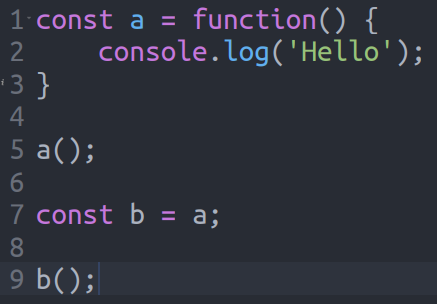 1 const a = function() {
2     console.log('Hello');
3 }
4
5 a();
6
7 const b = a;
8
9 b();